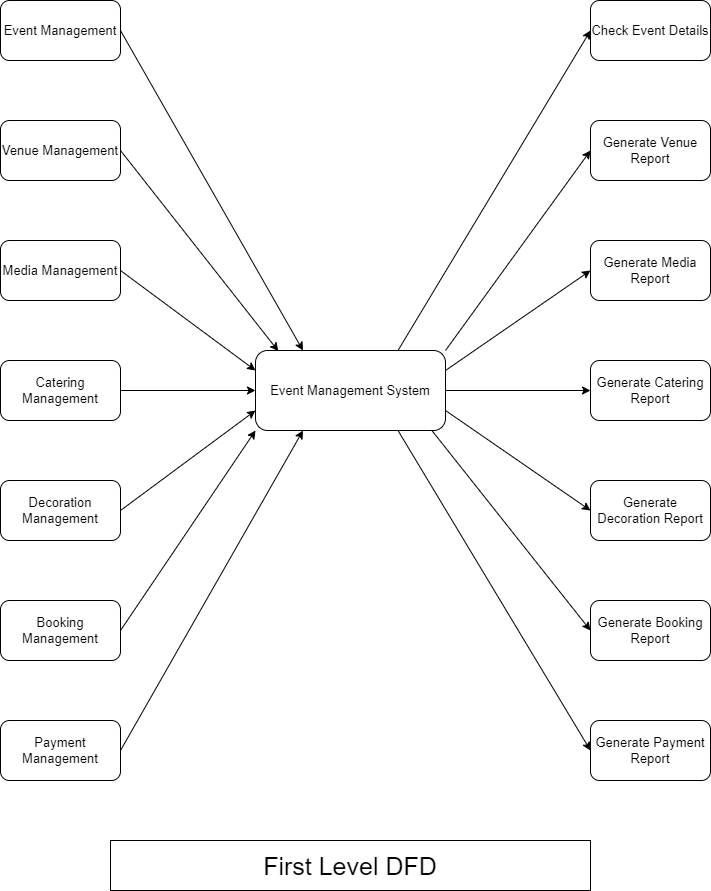 Event Management
Check Event Details
Venue Management
Generate Venue
Report
Media Management
Generate Media
Report
Catering
Management
Event Management System
Generate Catering
Report
Decoration
Management
Generate
Decoration Report
Booking
Management
Generate Booking
Report
Payment
Management
Generate Payment
Report
First Level DFD